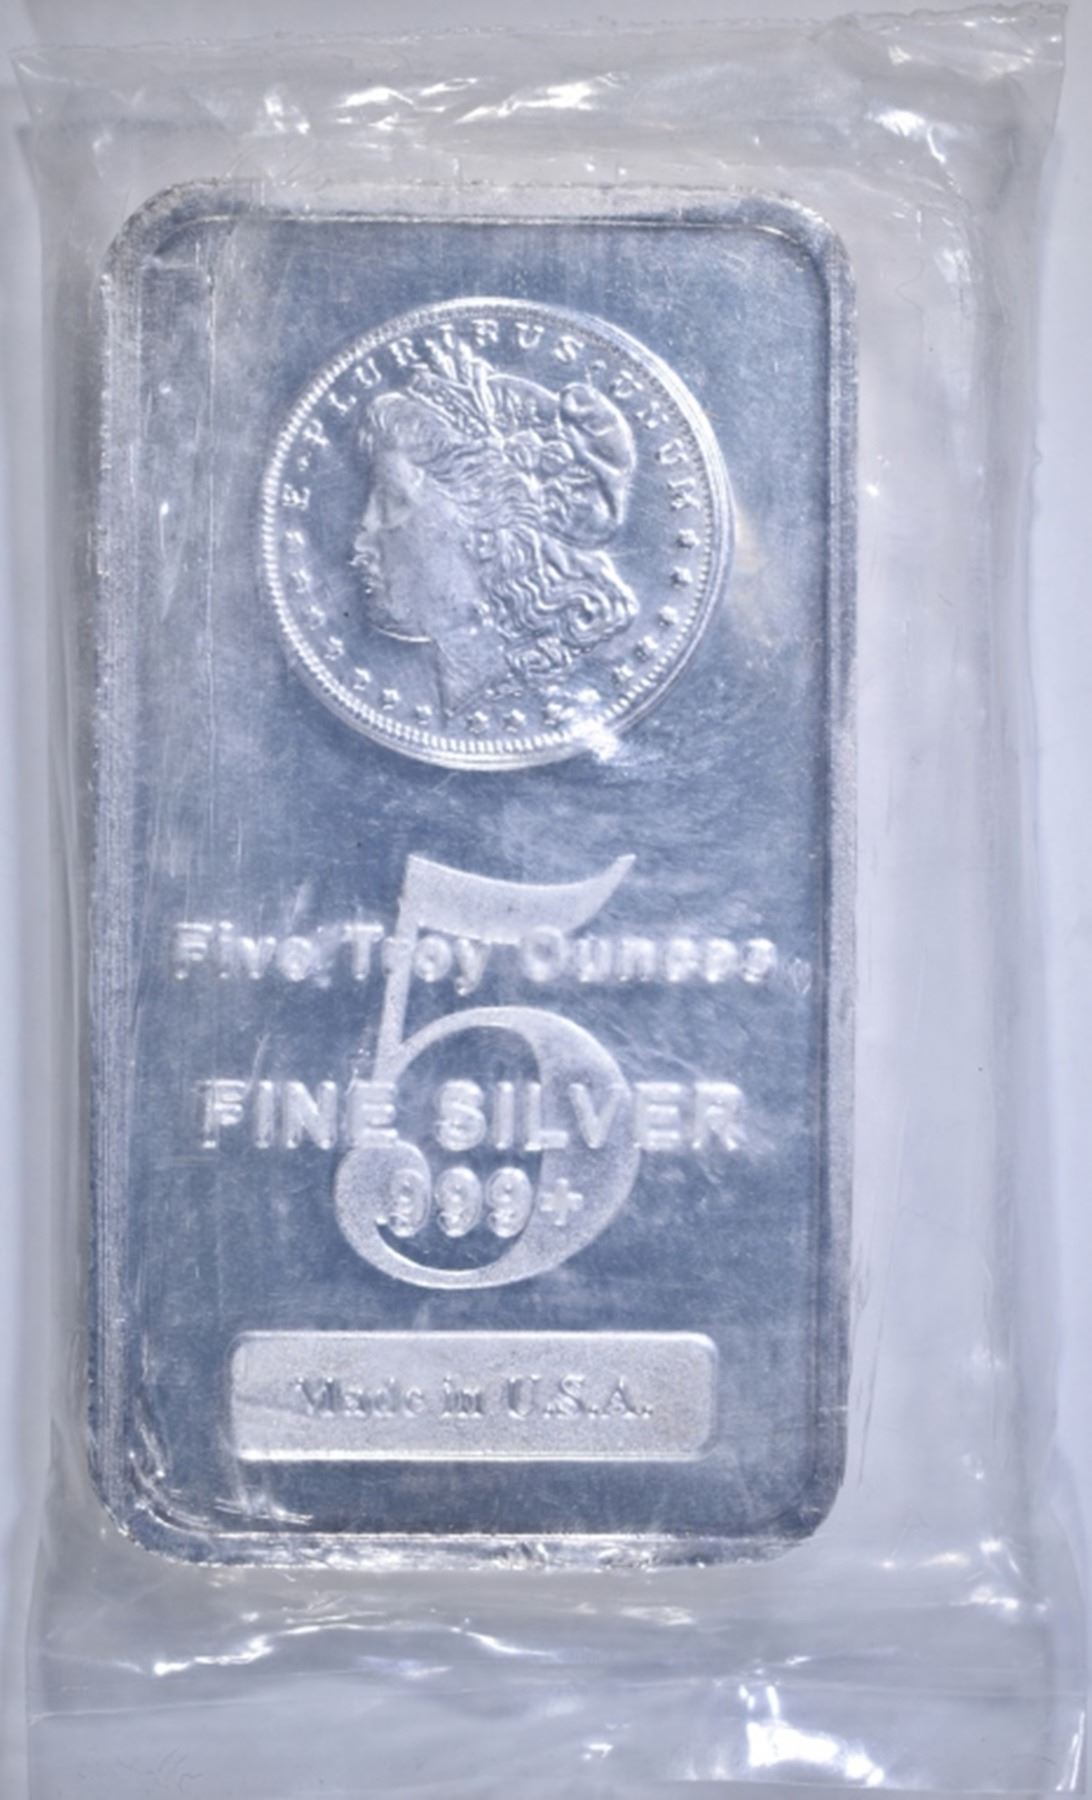 E·PLURIBUS·UNUM
5
Five Troy Ounces
FINE SILVER
999+
Made in U.S.A.